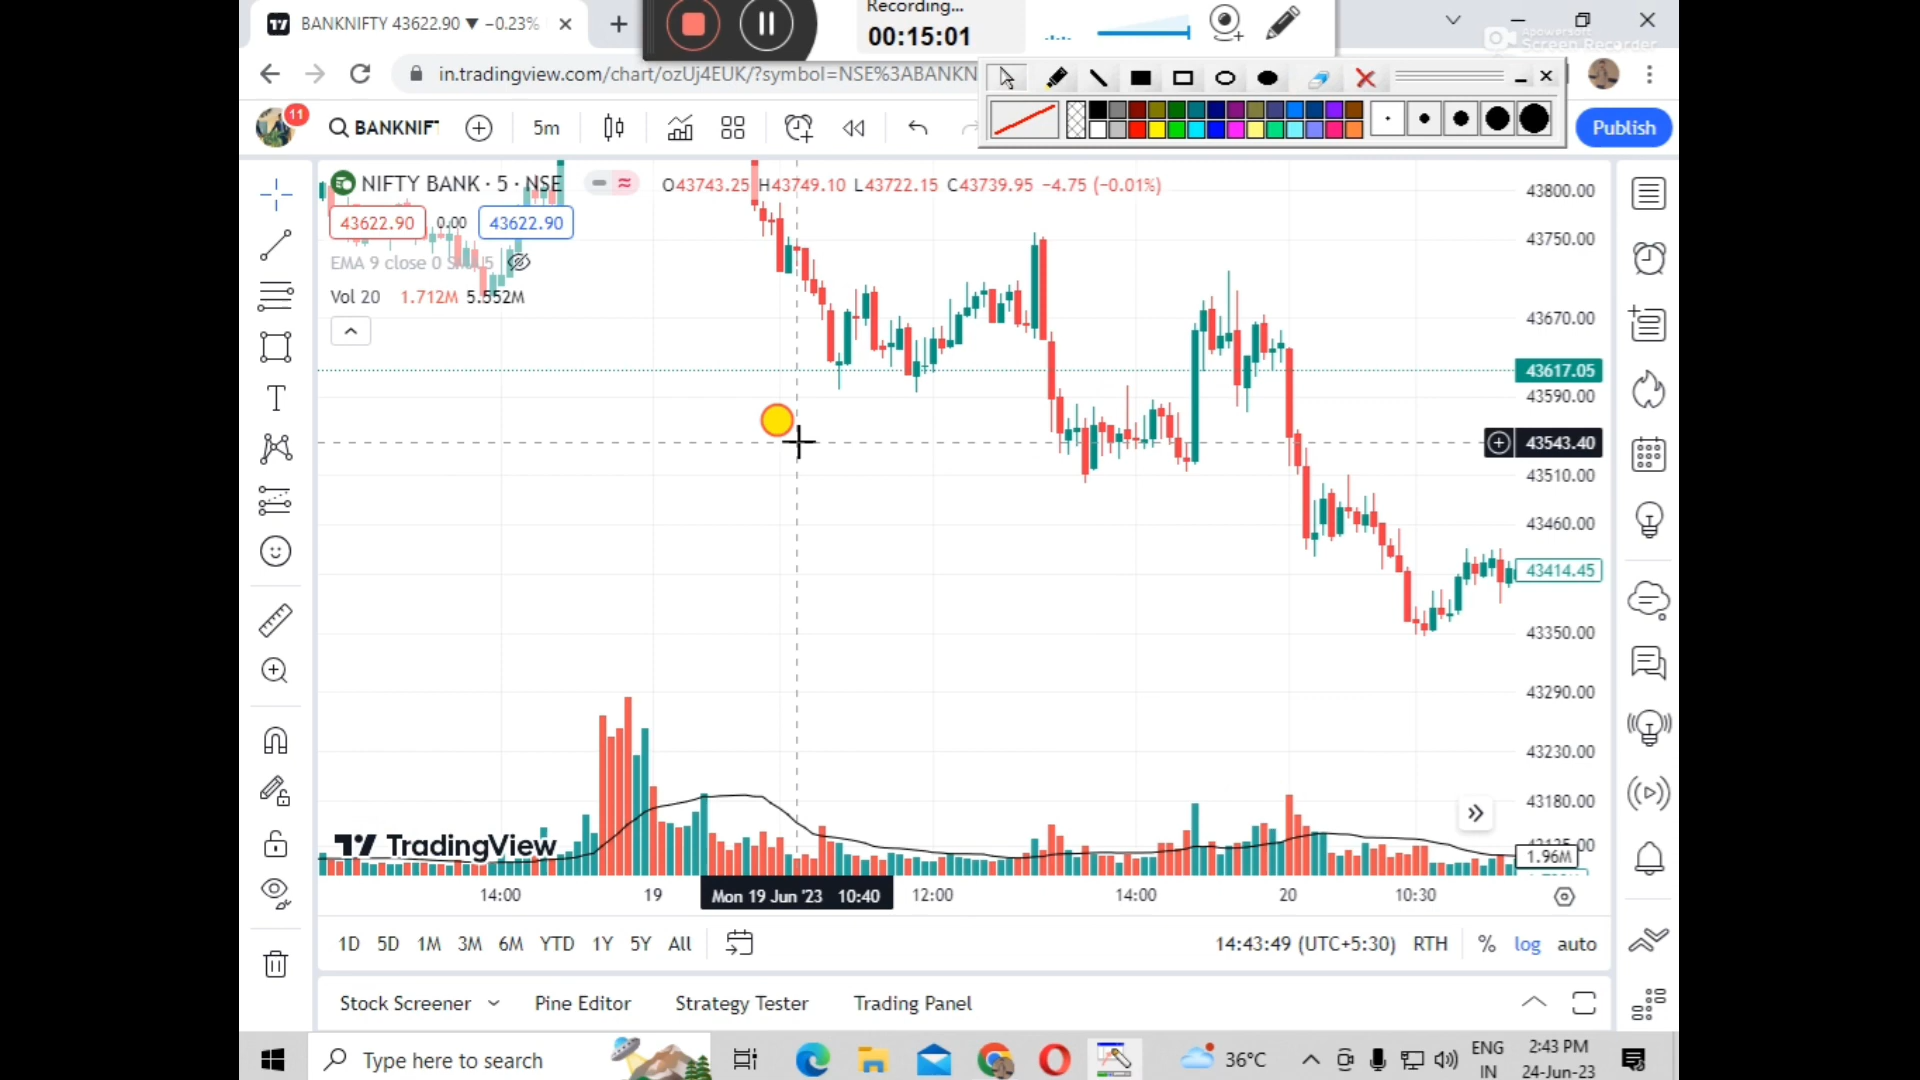 BANKNIFTY 43622.90 ▼ −0.23%
Recording...
00:15:01
Apowersoft
Screen Recorder
in.tradingview.com/chart/ozUj4EUK/?symbol=NSE%3ABANKN
11
BANKNIFT
5m
Publish
NIFTY BANK · 5 · NSE
O43743.25 H43749.10 L43722.15 C43739.95 −4.75 (−0.01%)
43622.90 0.00 43622.90
EMA 9 close 0 SMA 5
Vol 20 1.712M 5.552M
43800.00
43750.00
43670.00
43617.05
43590.00
43543.40
43510.00
43460.00
43414.45
43350.00
43290.00
43230.00
43180.00
1.96M
TradingView
14:00 19 Mon 19 Jun '23 10:40 12:00 14:00 20 10:30
1D 5D 1M 3M 6M YTD 1Y 5Y All
14:43:49 (UTC+5:30) RTH % log auto
Stock Screener Pine Editor Strategy Tester Trading Panel
Type here to search
36°C
ENG
IN
2:43 PM
24-Jun-23